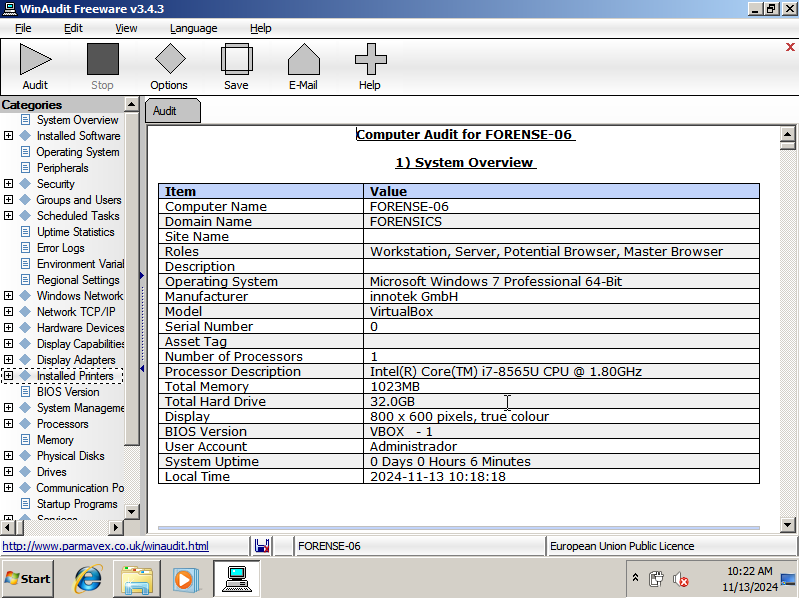 WinAudit Freeware v3.4.3
File Edit View Language Help
Audit Stop Options Save E-Mail Help
Categories
System Overview
Installed Software
Operating System
Peripherals
Security
Groups and Users
Scheduled Tasks
Uptime Statistics
Error Logs
Environment Varial
Regional Settings
Windows Network
Network TCP/IP
Hardware Devices
Display Capabilities
Display Adapters
Installed Printers
BIOS Version
System Manageme
Processors
Memory
Physical Disks
Drives
Communication Po
Startup Programs
Services
Audit
Computer Audit for FORENSE-06
1) System Overview
Item Value
Computer Name FORENSE-06
Domain Name FORENSICS
Site Name
Roles Workstation, Server, Potential Browser, Master Browser
Description
Operating System Microsoft Windows 7 Professional 64-Bit
Manufacturer innotek GmbH
Model VirtualBox
Serial Number 0
Asset Tag
Number of Processors 1
Processor Description Intel(R) Core(TM) i7-8565U CPU @ 1.80GHz
Total Memory 1023MB
Total Hard Drive 32.0GB
Display 800 x 600 pixels, true colour
BIOS Version VBOX - 1
User Account Administrador
System Uptime 0 Days 0 Hours 6 Minutes
Local Time 2024-11-13 10:18:18
http://www.parmavex.co.uk/winaudit.html FORENSE-06 European Union Public Licence
Start
10:22 AM
11/13/2024